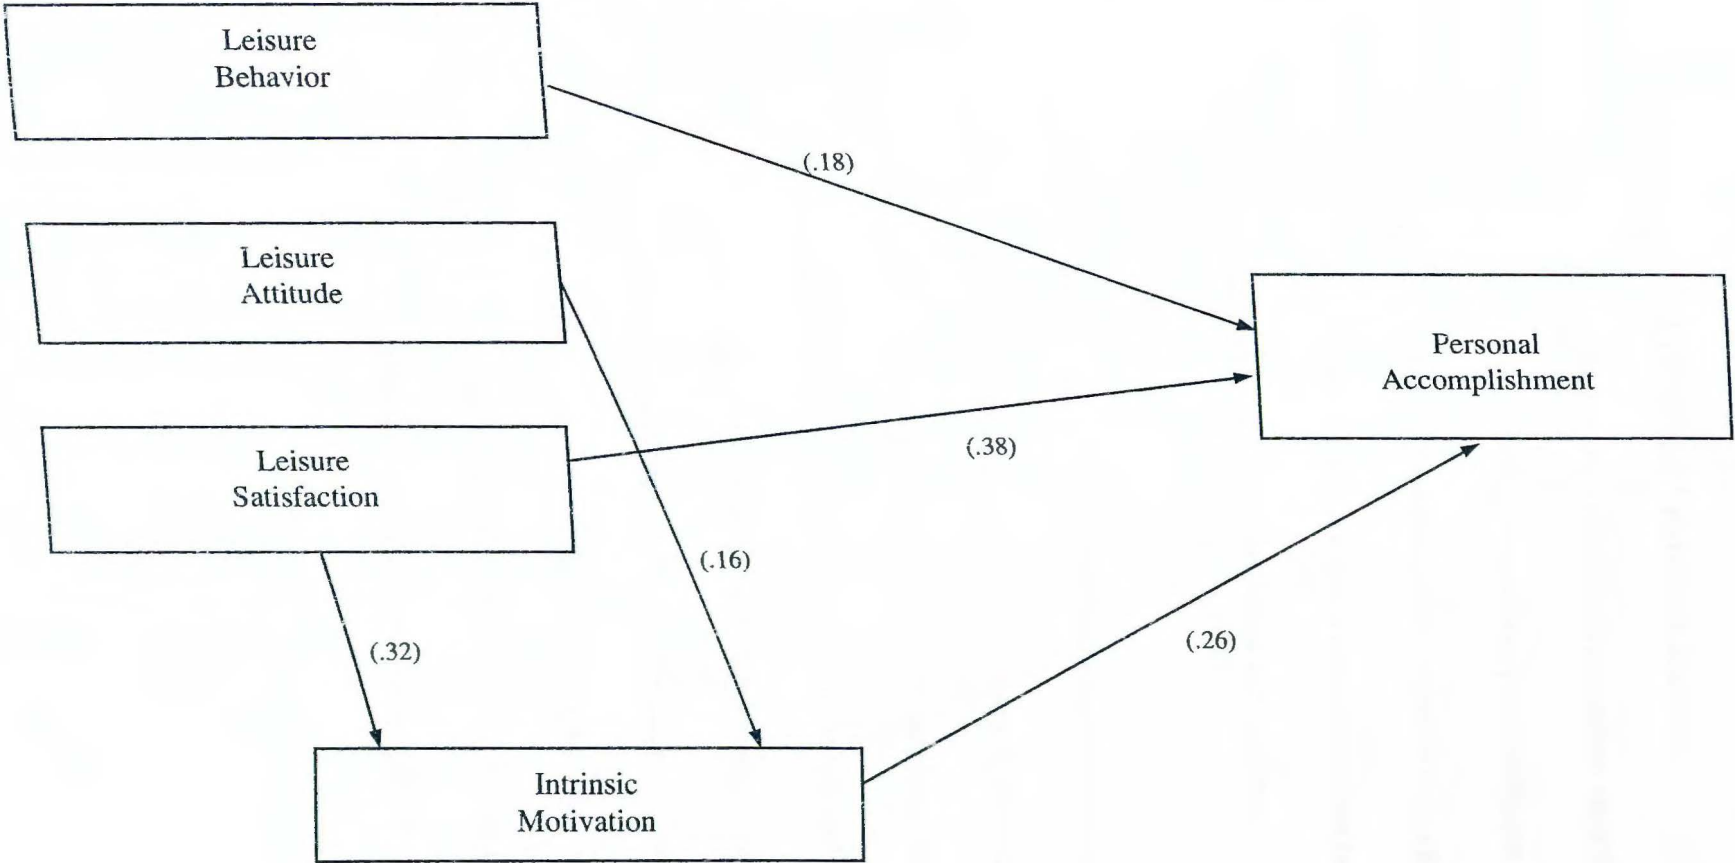 Leisure
Behavior
(.18)
Leisure
Attitude
Personal
Accomplishment
Leisure
Satisfaction
(.38)
(.16)
(.32)
(.26)
Intrinsic
Motivation